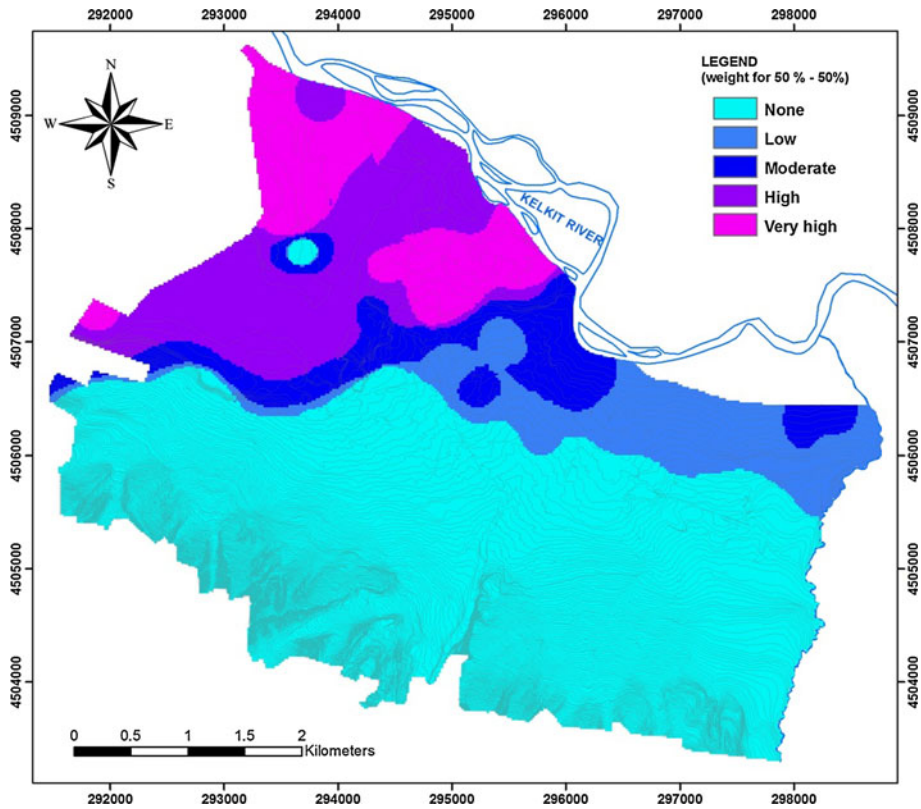 292000 293000 294000 295000 296000 297000 298000
LEGEND
(weight for 50 % - 50%)
None
Low
Moderate
High
Very high
N
W E
S
KELKIT RIVER
4509000
4508000
4507000
4506000
4505000
4504000
4509000
4508000
4507000
4506000
4505000
4504000
0 0.5 1 1.5 2
Kilometers
292000 293000 294000 295000 296000 297000 298000